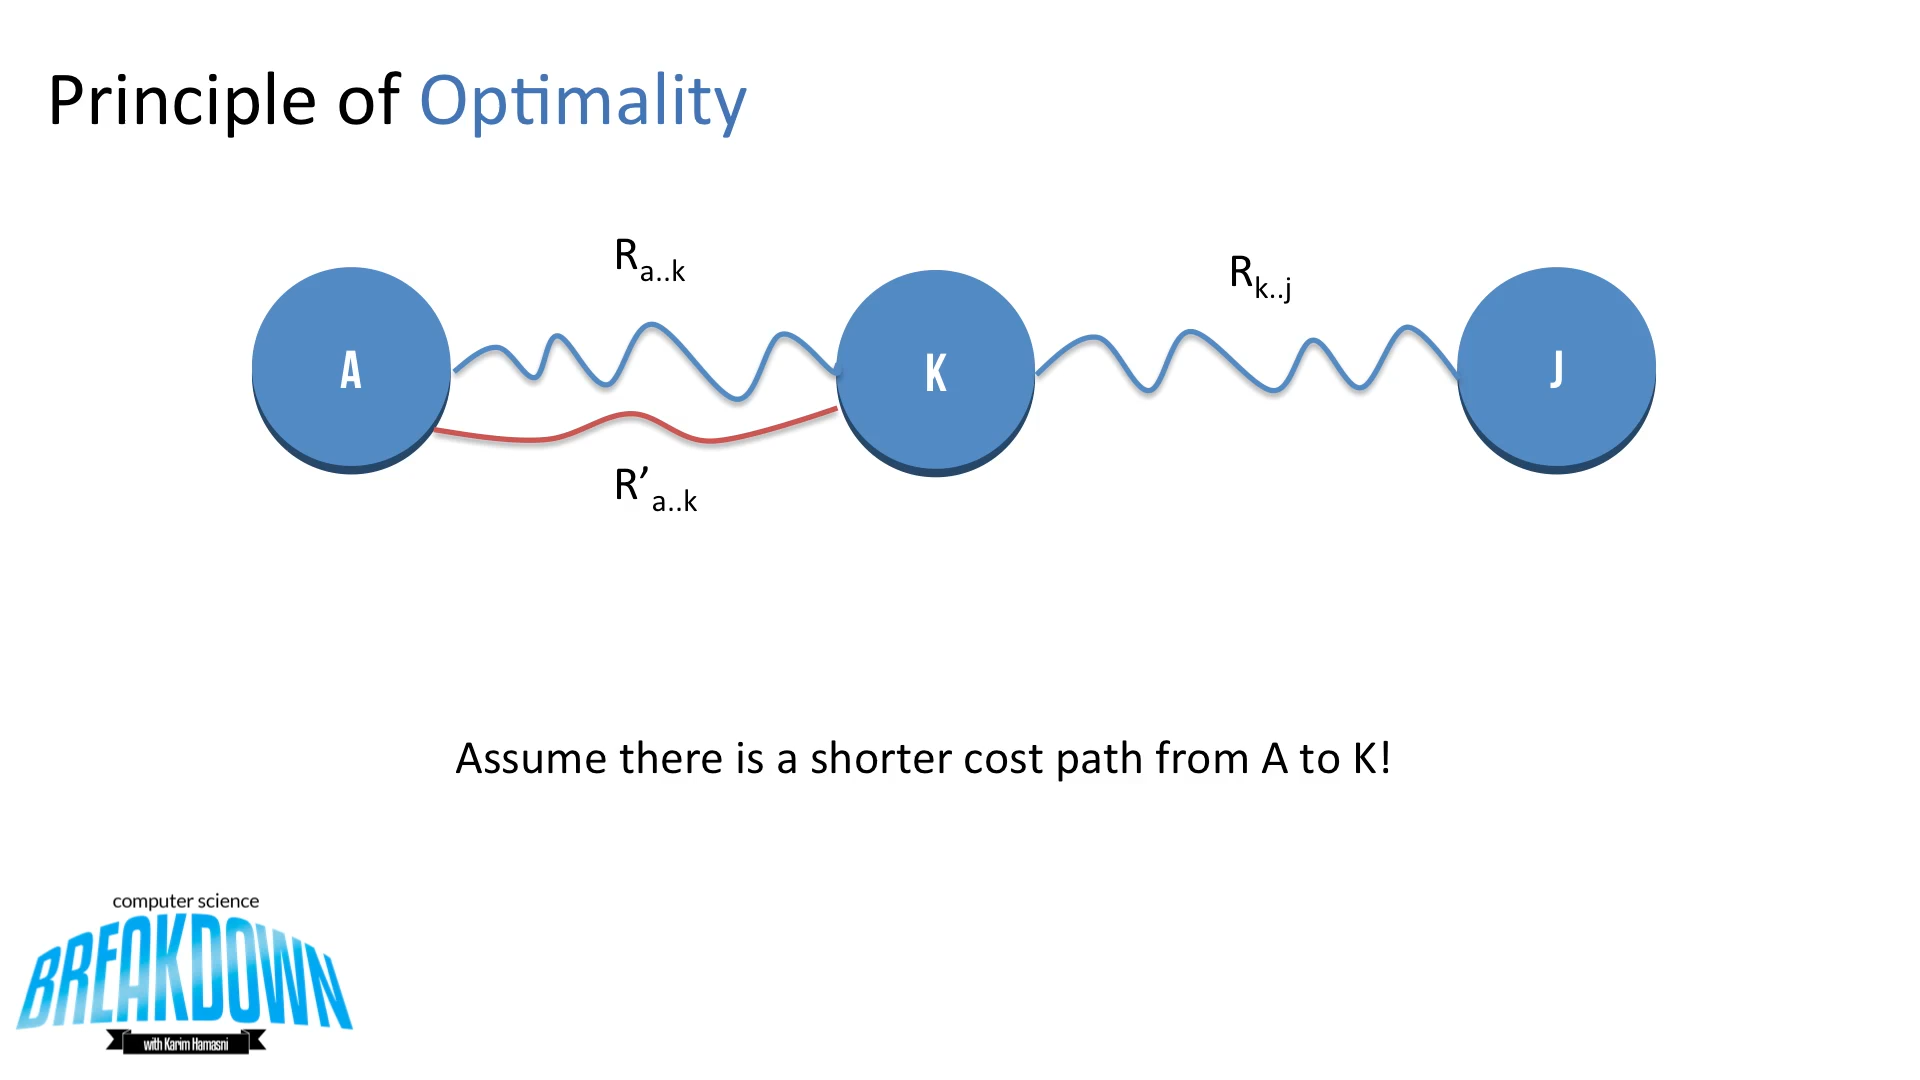 Principle of Optimality
Ra..k
Rk..j
A
K
J
R’a..k
Assume there is a shorter cost path from A to K!
computer science
BREAKDOWN
with Karim Hamasni